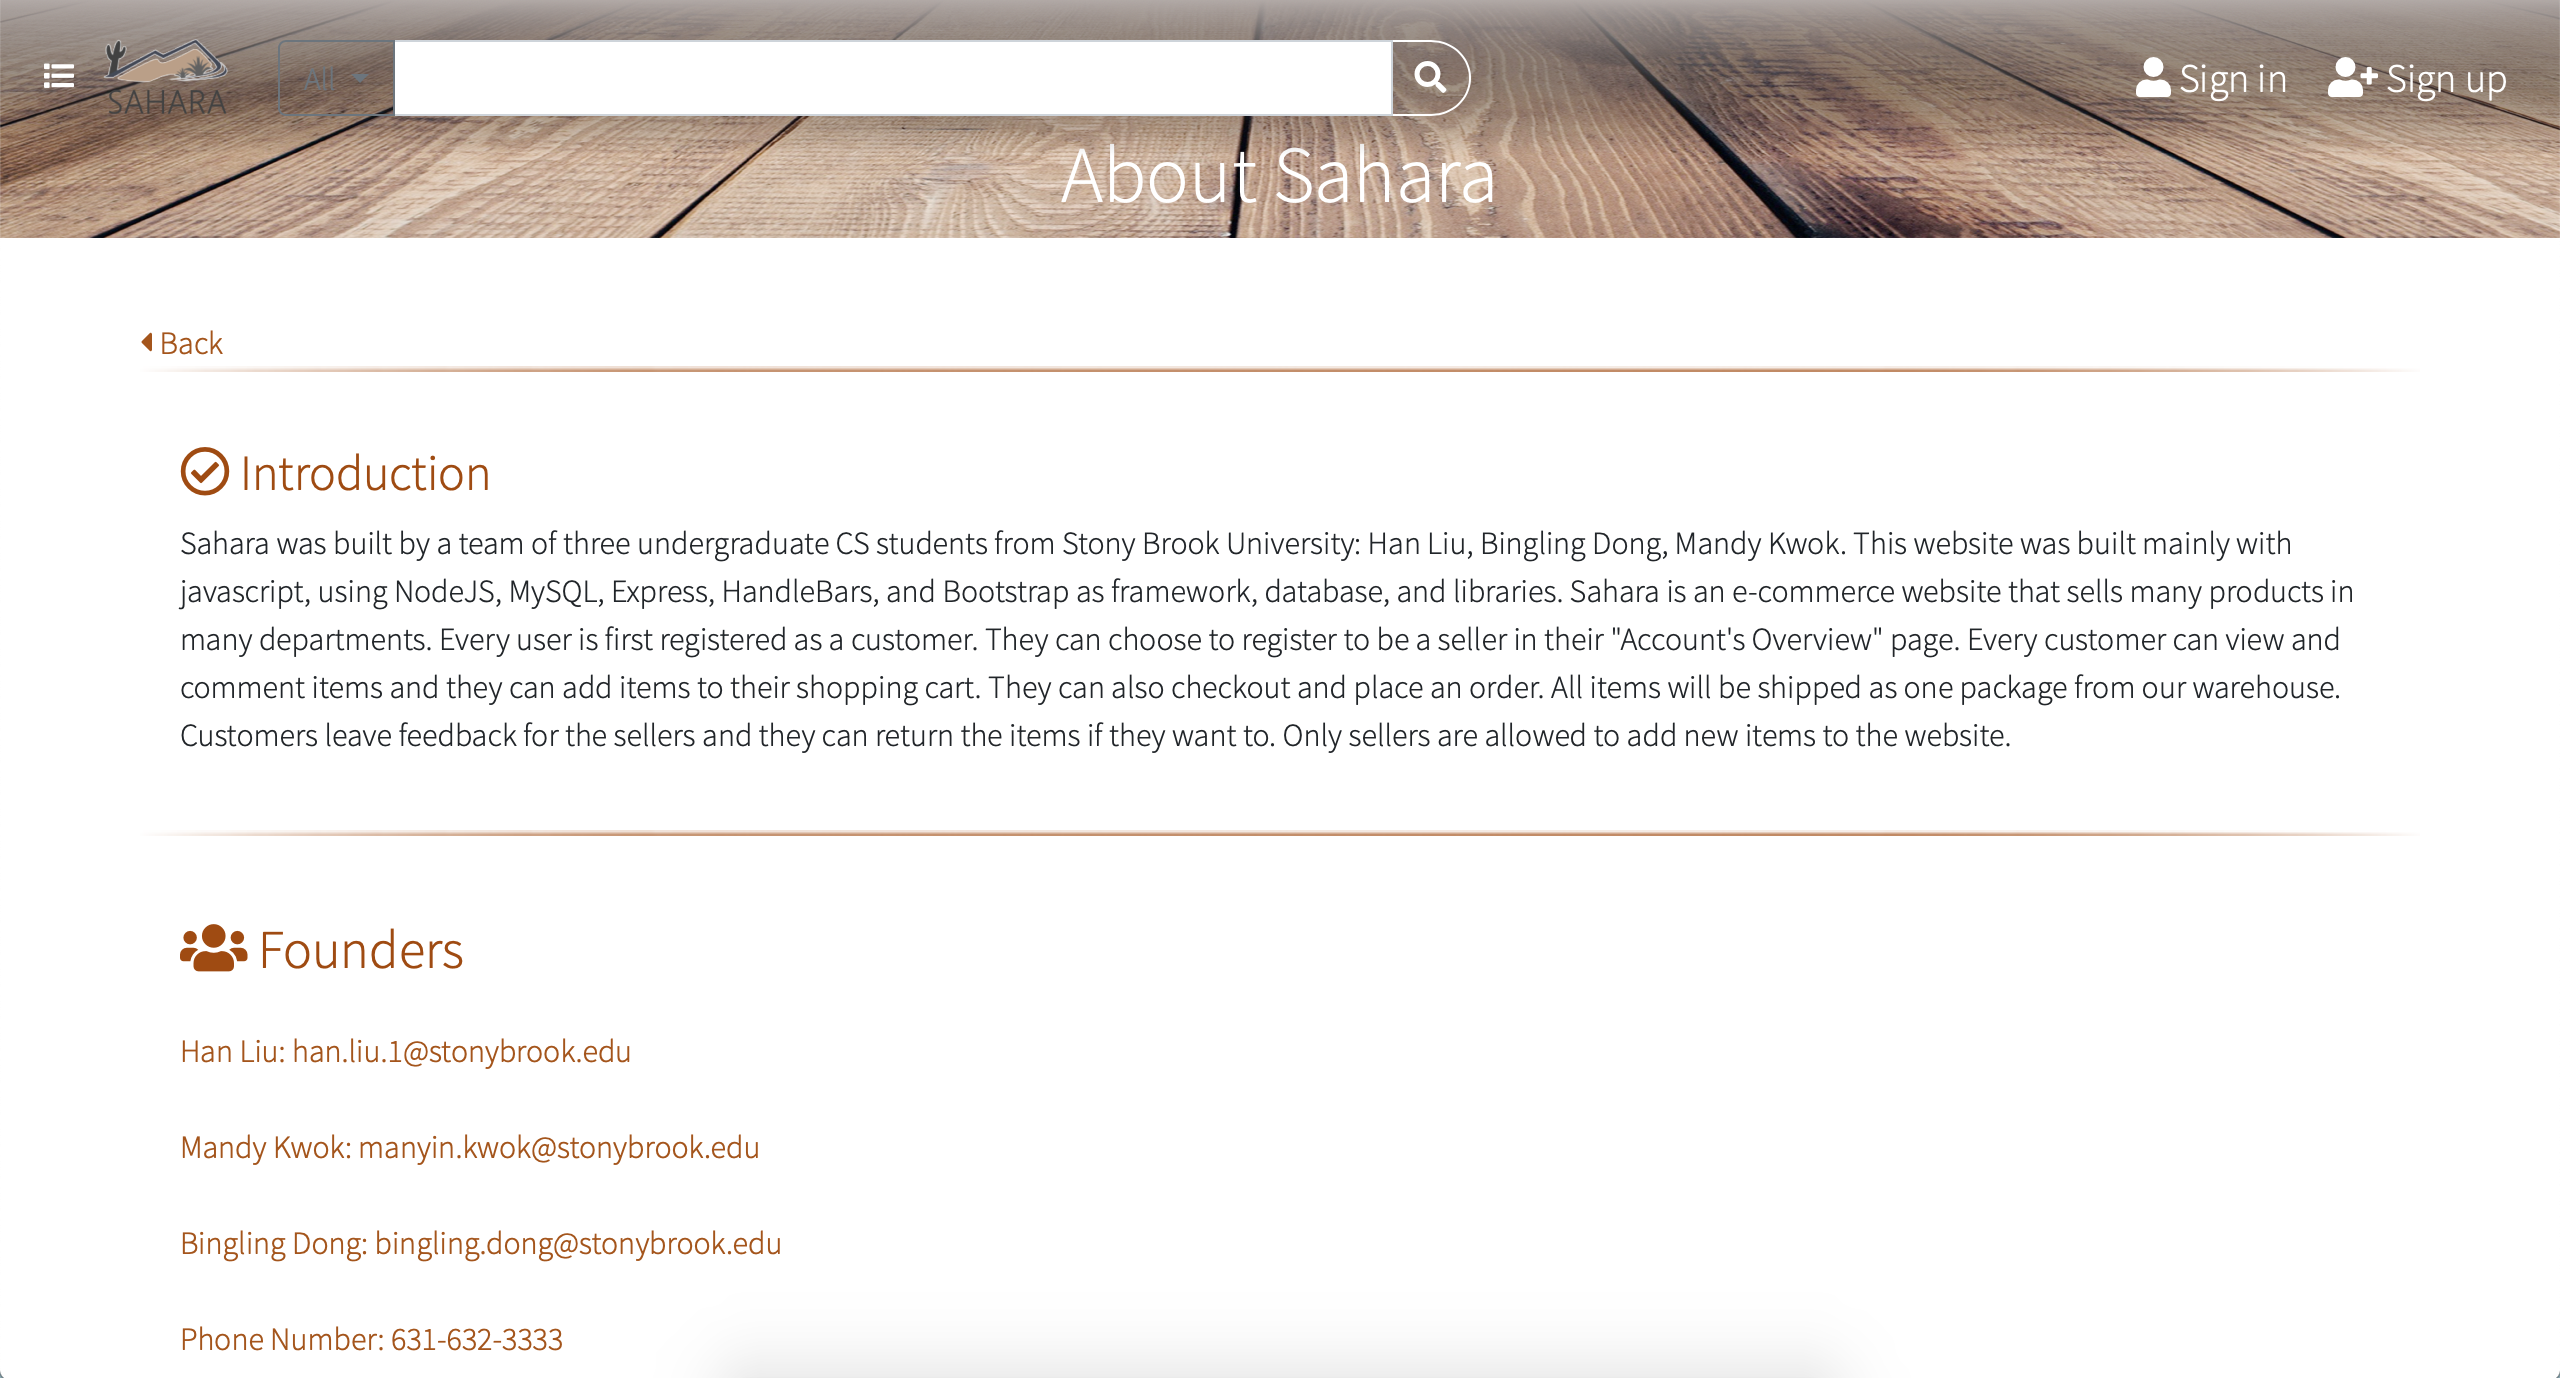 SAHARA
All
Sign in
Sign up
About Sahara
Back
Introduction
Sahara was built by a team of three undergraduate CS students from Stony Brook University: Han Liu, Bingling Dong, Mandy Kwok. This website was built mainly with
javascript, using NodeJS, MySQL, Express, HandleBars, and Bootstrap as framework, database, and libraries. Sahara is an e-commerce website that sells many products in
many departments. Every user is first registered as a customer. They can choose to register to be a seller in their "Account's Overview" page. Every customer can view and
comment items and they can add items to their shopping cart. They can also checkout and place an order. All items will be shipped as one package from our warehouse.
Customers leave feedback for the sellers and they can return the items if they want to. Only sellers are allowed to add new items to the website.
Founders
Han Liu: han.liu.1@stonybrook.edu
Mandy Kwok: manyin.kwok@stonybrook.edu
Bingling Dong: bingling.dong@stonybrook.edu
Phone Number: 631-632-3333